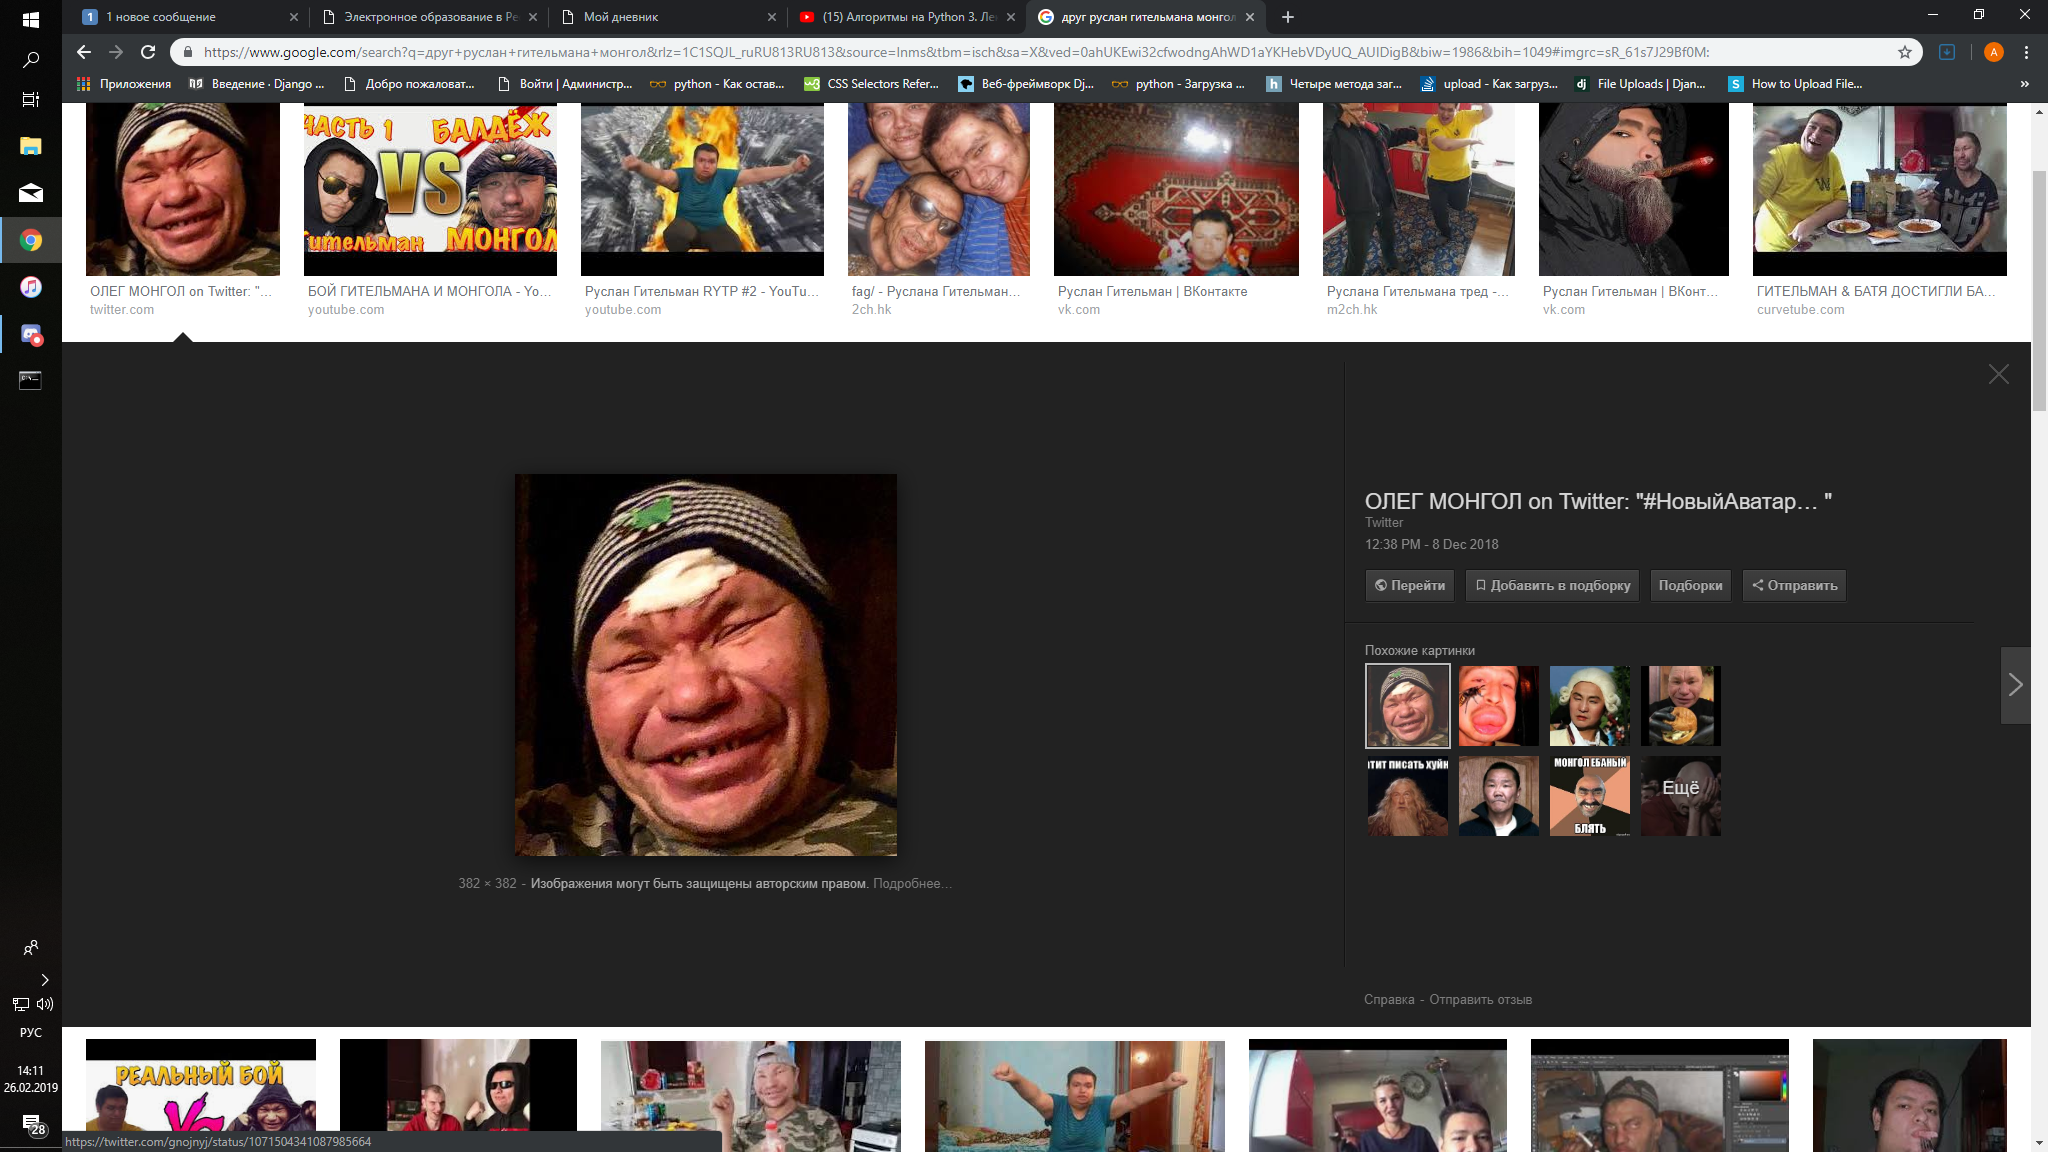 1 новое сообщение
Электронное образование в Ре
Мой дневник
(15) Алгоритмы на Python 3. Ле
друг руслан гительмана монгол
https://www.google.com/search?q=друг+руслан+гительмана+монгол&rlz=1C1SQJL_ruRU813RU813&source=lnms&tbm=isch&sa=X&ved=0ahUKEwi32cfwodngAhWD1aYKHebVDyUQ_AUIDigB&biw=1986&bih=1049#imgrc=sR_61s7J29Bf0M:
Приложения
Введение - Django ...
Добро пожаловат...
Войти | Администр...
python - Как остав...
CSS Selectors Refer...
Веб-фреймворк Dj...
python - Загрузка ...
Четыре метода заг...
upload - Как загруз...
File Uploads | Djan...
How to Upload File...
ЧАСТЬ 1 БАЛДЁЖ
VS
Гительман МОНГОЛ
ОЛЕГ МОНГОЛ on Twitter: "...
twitter.com
БОЙ ГИТЕЛЬМАНА И МОНГОЛА - Yo...
youtube.com
Руслан Гительман RYTP #2 - YouTu...
youtube.com
fag/ - Руслана Гительман...
2ch.hk
Руслан Гительман | ВКонтакте
vk.com
Руслана Гительмана тред -...
m2ch.hk
Руслан Гительман | ВКонт...
vk.com
ГИТЕЛЬМАН & БАТЯ ДОСТИГЛИ БА...
curvetube.com
ОЛЕГ МОНГОЛ on Twitter: "#НовыйАватар… "
Twitter
12:38 PM - 8 Dec 2018
Перейти
Добавить в подборку
Подборки
Отправить
Похожие картинки
тит писать хуйн
МОНГОЛ ЕБАНЫЙ
БЛЯТЬ
Ещё
382 × 382 - Изображения могут быть защищены авторским правом. Подробнее…
Справка - Отправить отзыв
РЕАЛЬНЫЙ БОЙ
VS
https://twitter.com/gnojnyj/status/1071504341087985664
РУС
14:11
26.02.2019
28